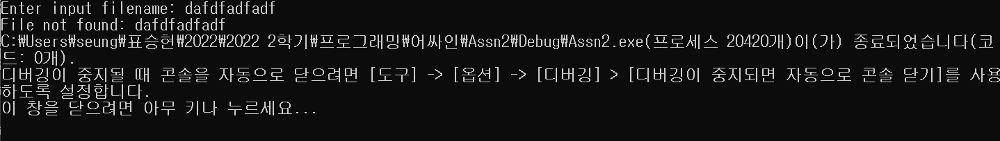 Enter input filename: dafdfadfadf
File not found: dafdfadfadf
C:₩Users₩seung₩표승현₩2022₩2022 2학기₩프로그래밍₩어싸인₩Assn2₩Debug₩Assn2.exe(프로세스 20420개)이(가) 종료되었습니다(코
드: 0개).
디버깅이 중지될 때 콘솔을 자동으로 닫으려면 [도구] -> [옵션] -> [디버깅] > [디버깅이 중지되면 자동으로 콘솔 닫기]를 사용
하도록 설정합니다.
이 창을 닫으려면 아무 키나 누르세요...